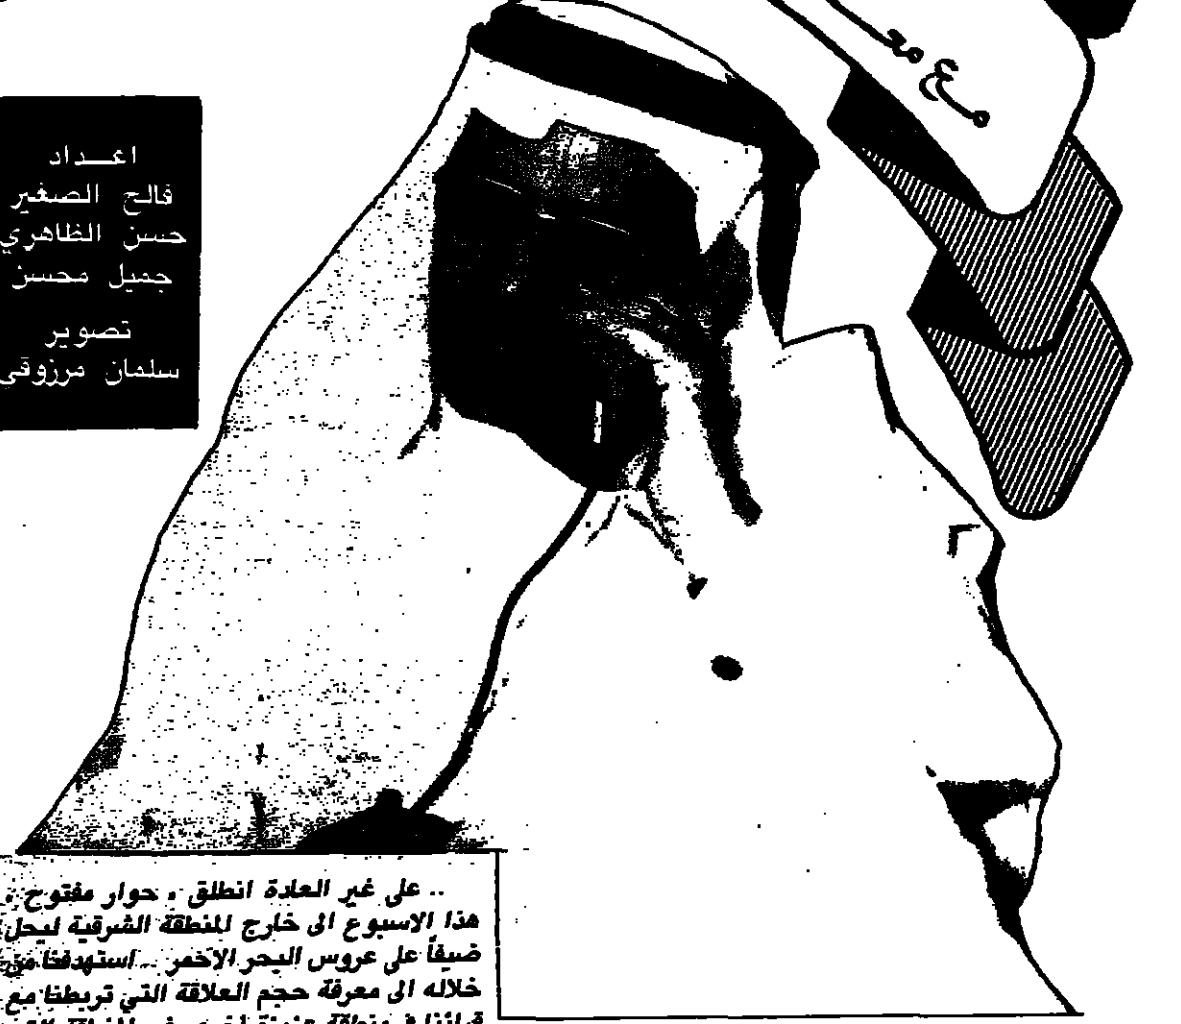 مع
اعداد
فالح الصغير
حسن الظاهري
جميل محسن
تصوير
سلمان مرزوقي
.. على غير العادة انطلق « حوار مفتوح »
هذا الاسبوع الى خارج المنطقة الشرقية ليحل
ضيفاً على عروس البحر الاحمر .. استهدفنا من
خلاله الى معرفة حجم العلاقة التي تربطنا مع